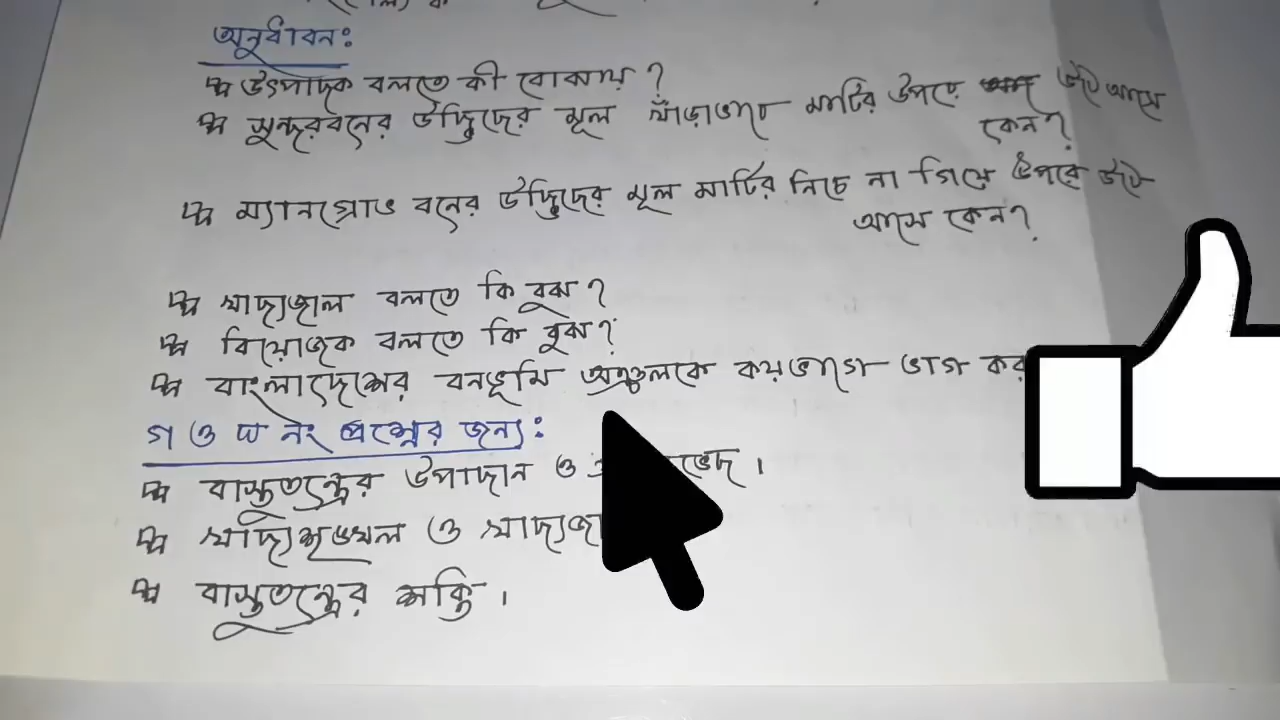 অনুধাবন:
উৎপাদক বলতে কী বোঝায় ?
সুন্দরবনের উদ্ভিদের মূল খাঁড়াভাবে মাটির উপরে উঠে আসে
কেন?
ম্যানগ্রোভ বনের উদ্ভিদের মূল মাটির নিচে না গিয়ে উপরে উঠে
আসে কেন?
খাদ্যজাল বলতে কি বুঝ ?
বিয়োজক বলতে কি বুঝ ?
বাংলাদেশের বনভূমি অঞ্চলকে কয়ভাগে ভাগ কর
গ ও ঘ নং প্রশ্নের জন্য:
বাস্তুতন্ত্রের উপাদান ও
খাদ্যশৃঙ্খল ও
বাস্তুতন্ত্রের শক্তি ।